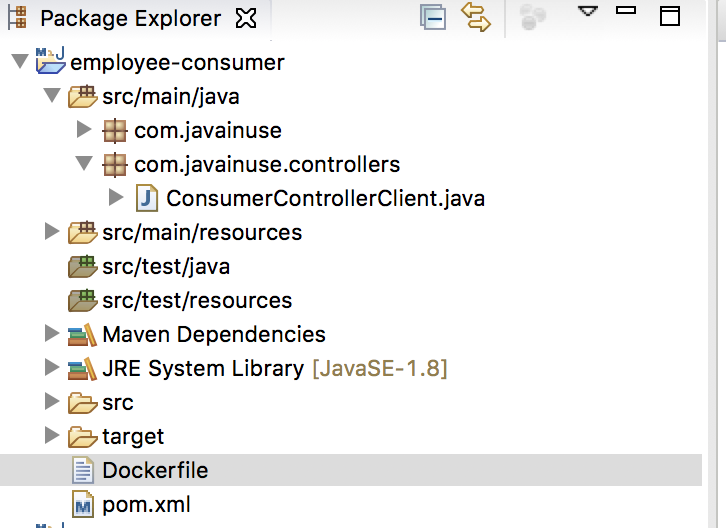 Package Explorer
employee-consumer
src/main/java
com.javainuse
com.javainuse.controllers
ConsumerControllerClient.java
src/main/resources
src/test/java
src/test/resources
Maven Dependencies
JRE System Library [JavaSE-1.8]
src
target
Dockerfile
pom.xml